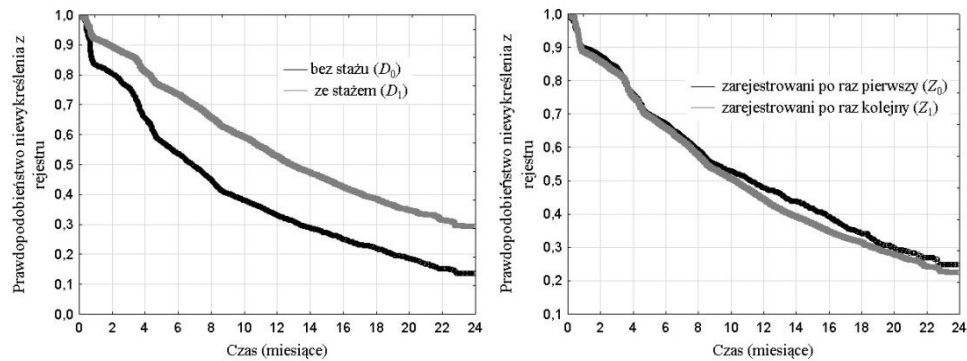 Prawdopodobieństwo niewykreślenia z
rejestru
1,0
0,9
0,8
0,7
0,6
0,5
0,4
0,3
0,2
0,1
0,0
bez stażu (D0)
ze stażem (D1)
0 2 4 6 8 10 12 14 16 18 20 22 24
Czas (miesiące)
Prawdopodobieństwo niewykreślenia z
rejestru
1,0
0,9
0,8
0,7
0,6
0,5
0,4
0,3
0,2
0,1
0,0
zarejestrowani po raz pierwszy (Z0)
zarejestrowani po raz kolejny (Z1)
0 2 4 6 8 10 12 14 16 18 20 22 24
Czas (miesiące)